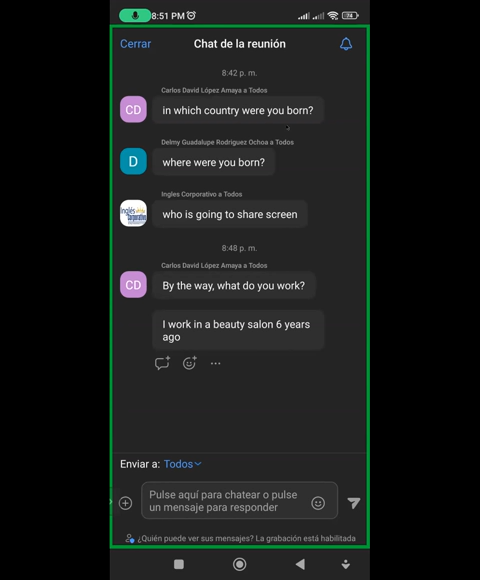 8:51 PM
Cerrar
Chat de la reunión
8:42 p. m.
Carlos David López Amaya a Todos
CD
in which country were you born?
Delmy Guadalupe Rodriguez Ochoa a Todos
D
where were you born?
Ingles Corporativo a Todos
Inglés
Corporativo
who is going to share screen
8:48 p. m.
Carlos David López Amaya a Todos
CD
By the way, what do you work?
I work in a beauty salon 6 years
ago
Enviar a: Todos
Pulse aquí para chatear o pulse
un mensaje para responder
¿Quién puede ver sus mensajes? La grabación está habilitada